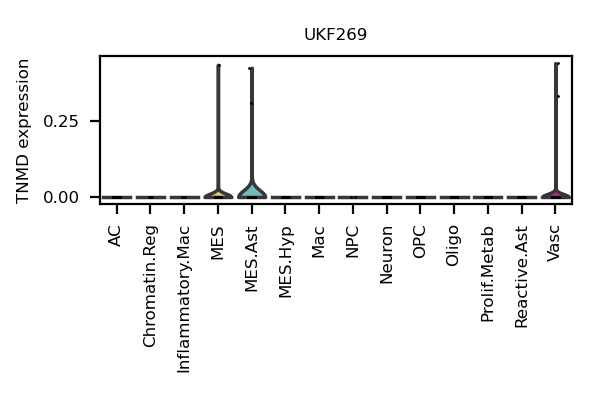 UKF269
TNMD expression
0.25
0.00
AC
Chromatin.Reg
Inflammatory.Mac
MES
MES.Ast
MES.Hyp
Mac
NPC
Neuron
OPC
Oligo
Prolif.Metab
Reactive.Ast
Vasc